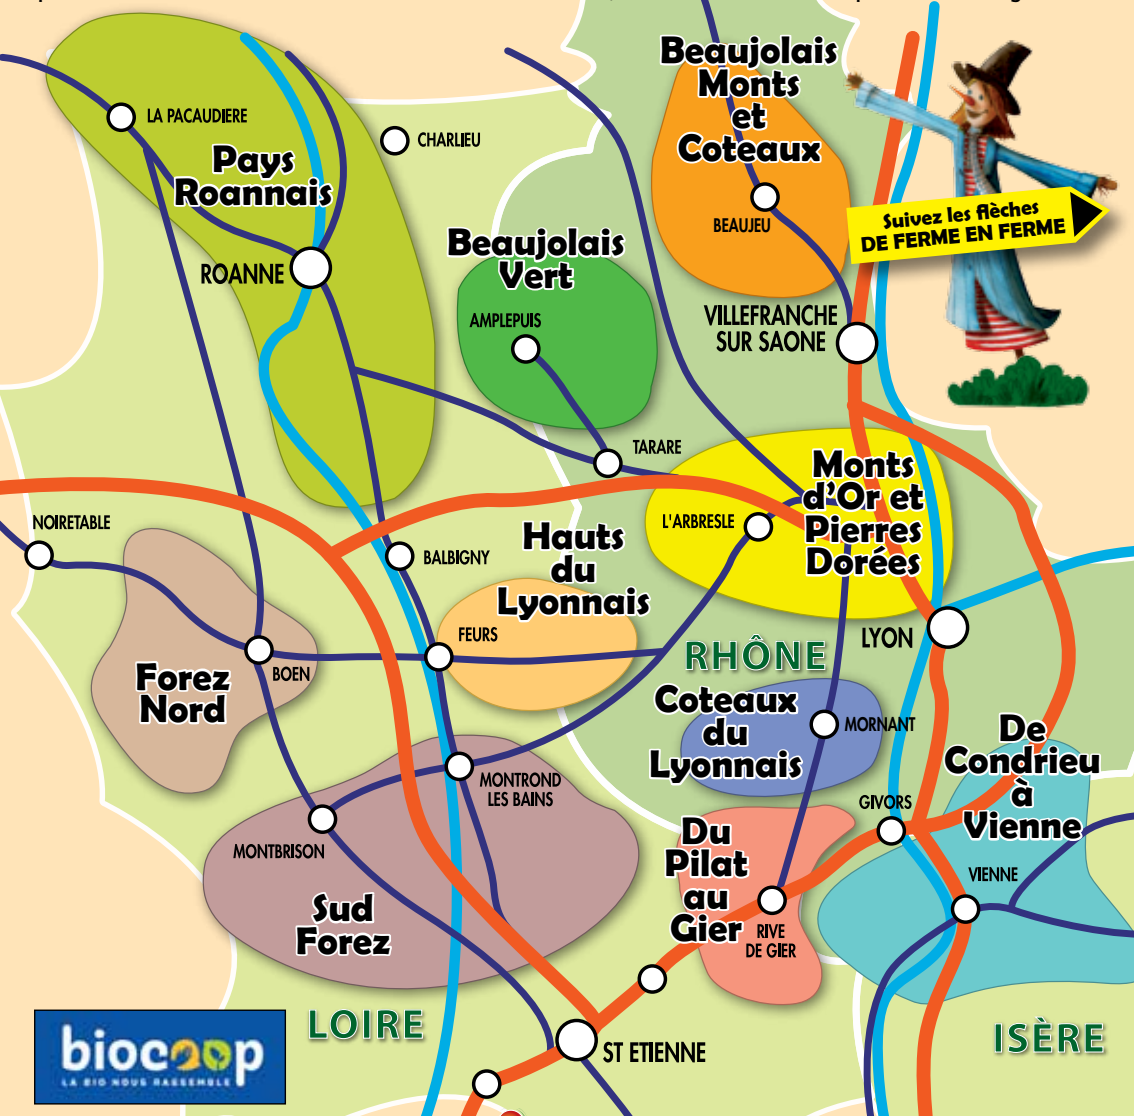 Beaujolais
Monts
et
Coteaux
LA PACAUDIERE
CHARLIEU
Pays
Roannais
BEAUJEU
Suivez les flèches
DE FERME EN FERME
Beaujolais
Vert
ROANNE
AMPLEPUIS
VILLEFRANCHE
SUR SAONE
TARARE
Monts
d'Or et
Pierres
Dorées
L'ARBRESLE
NOIRETABLE
Hauts
du
Lyonnais
BALBIGNY
FEURS
LYON
RHÔNE
BOEN
Forez
Nord
Coteaux
du
Lyonnais
MORNANT
De
Condrieu
à
Vienne
MONTROND
LES BAINS
GIVORS
MONTBRISON
Du
Pilat
au
Gier
VIENNE
Sud
Forez
RIVE
DE GIER
LOIRE
ISÈRE
ST ETIENNE
biocoop
LA BIO NOUS RASSEMBLE